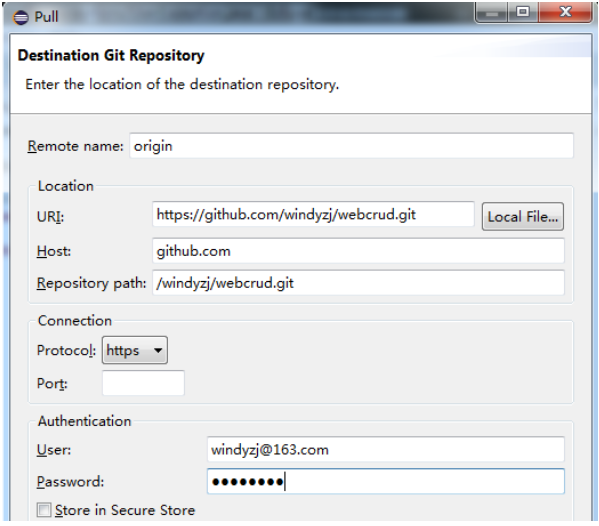 Pull
Destination Git Repository
Enter the location of the destination repository.
Remote name: origin
Location
URI: https://github.com/windyzj/webcrud.git Local File...
Host: github.com
Repository path: /windyzj/webcrud.git
Connection
Protocol: https
Port:
Authentication
User: windyzj@163.com
Password: ●●●●●●●●
Store in Secure Store